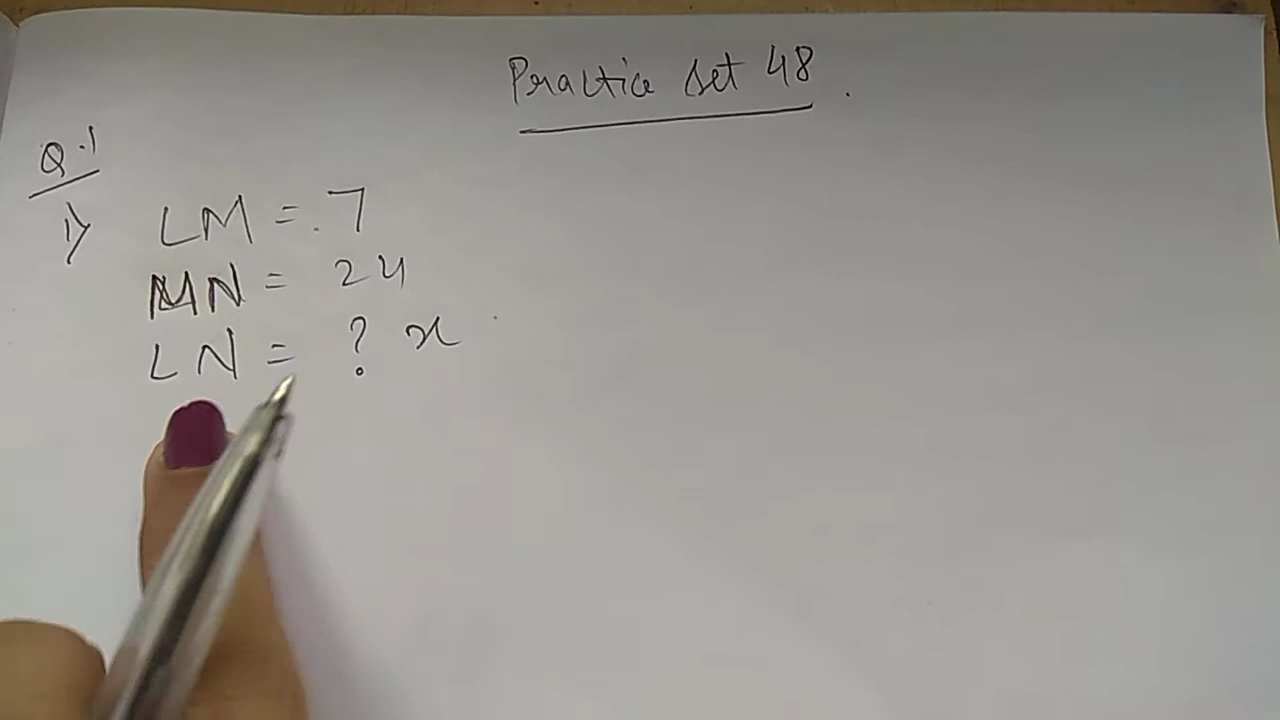 Practice Set 48.
Q.1
1) LM = 7
MN = 24
LN = ? x